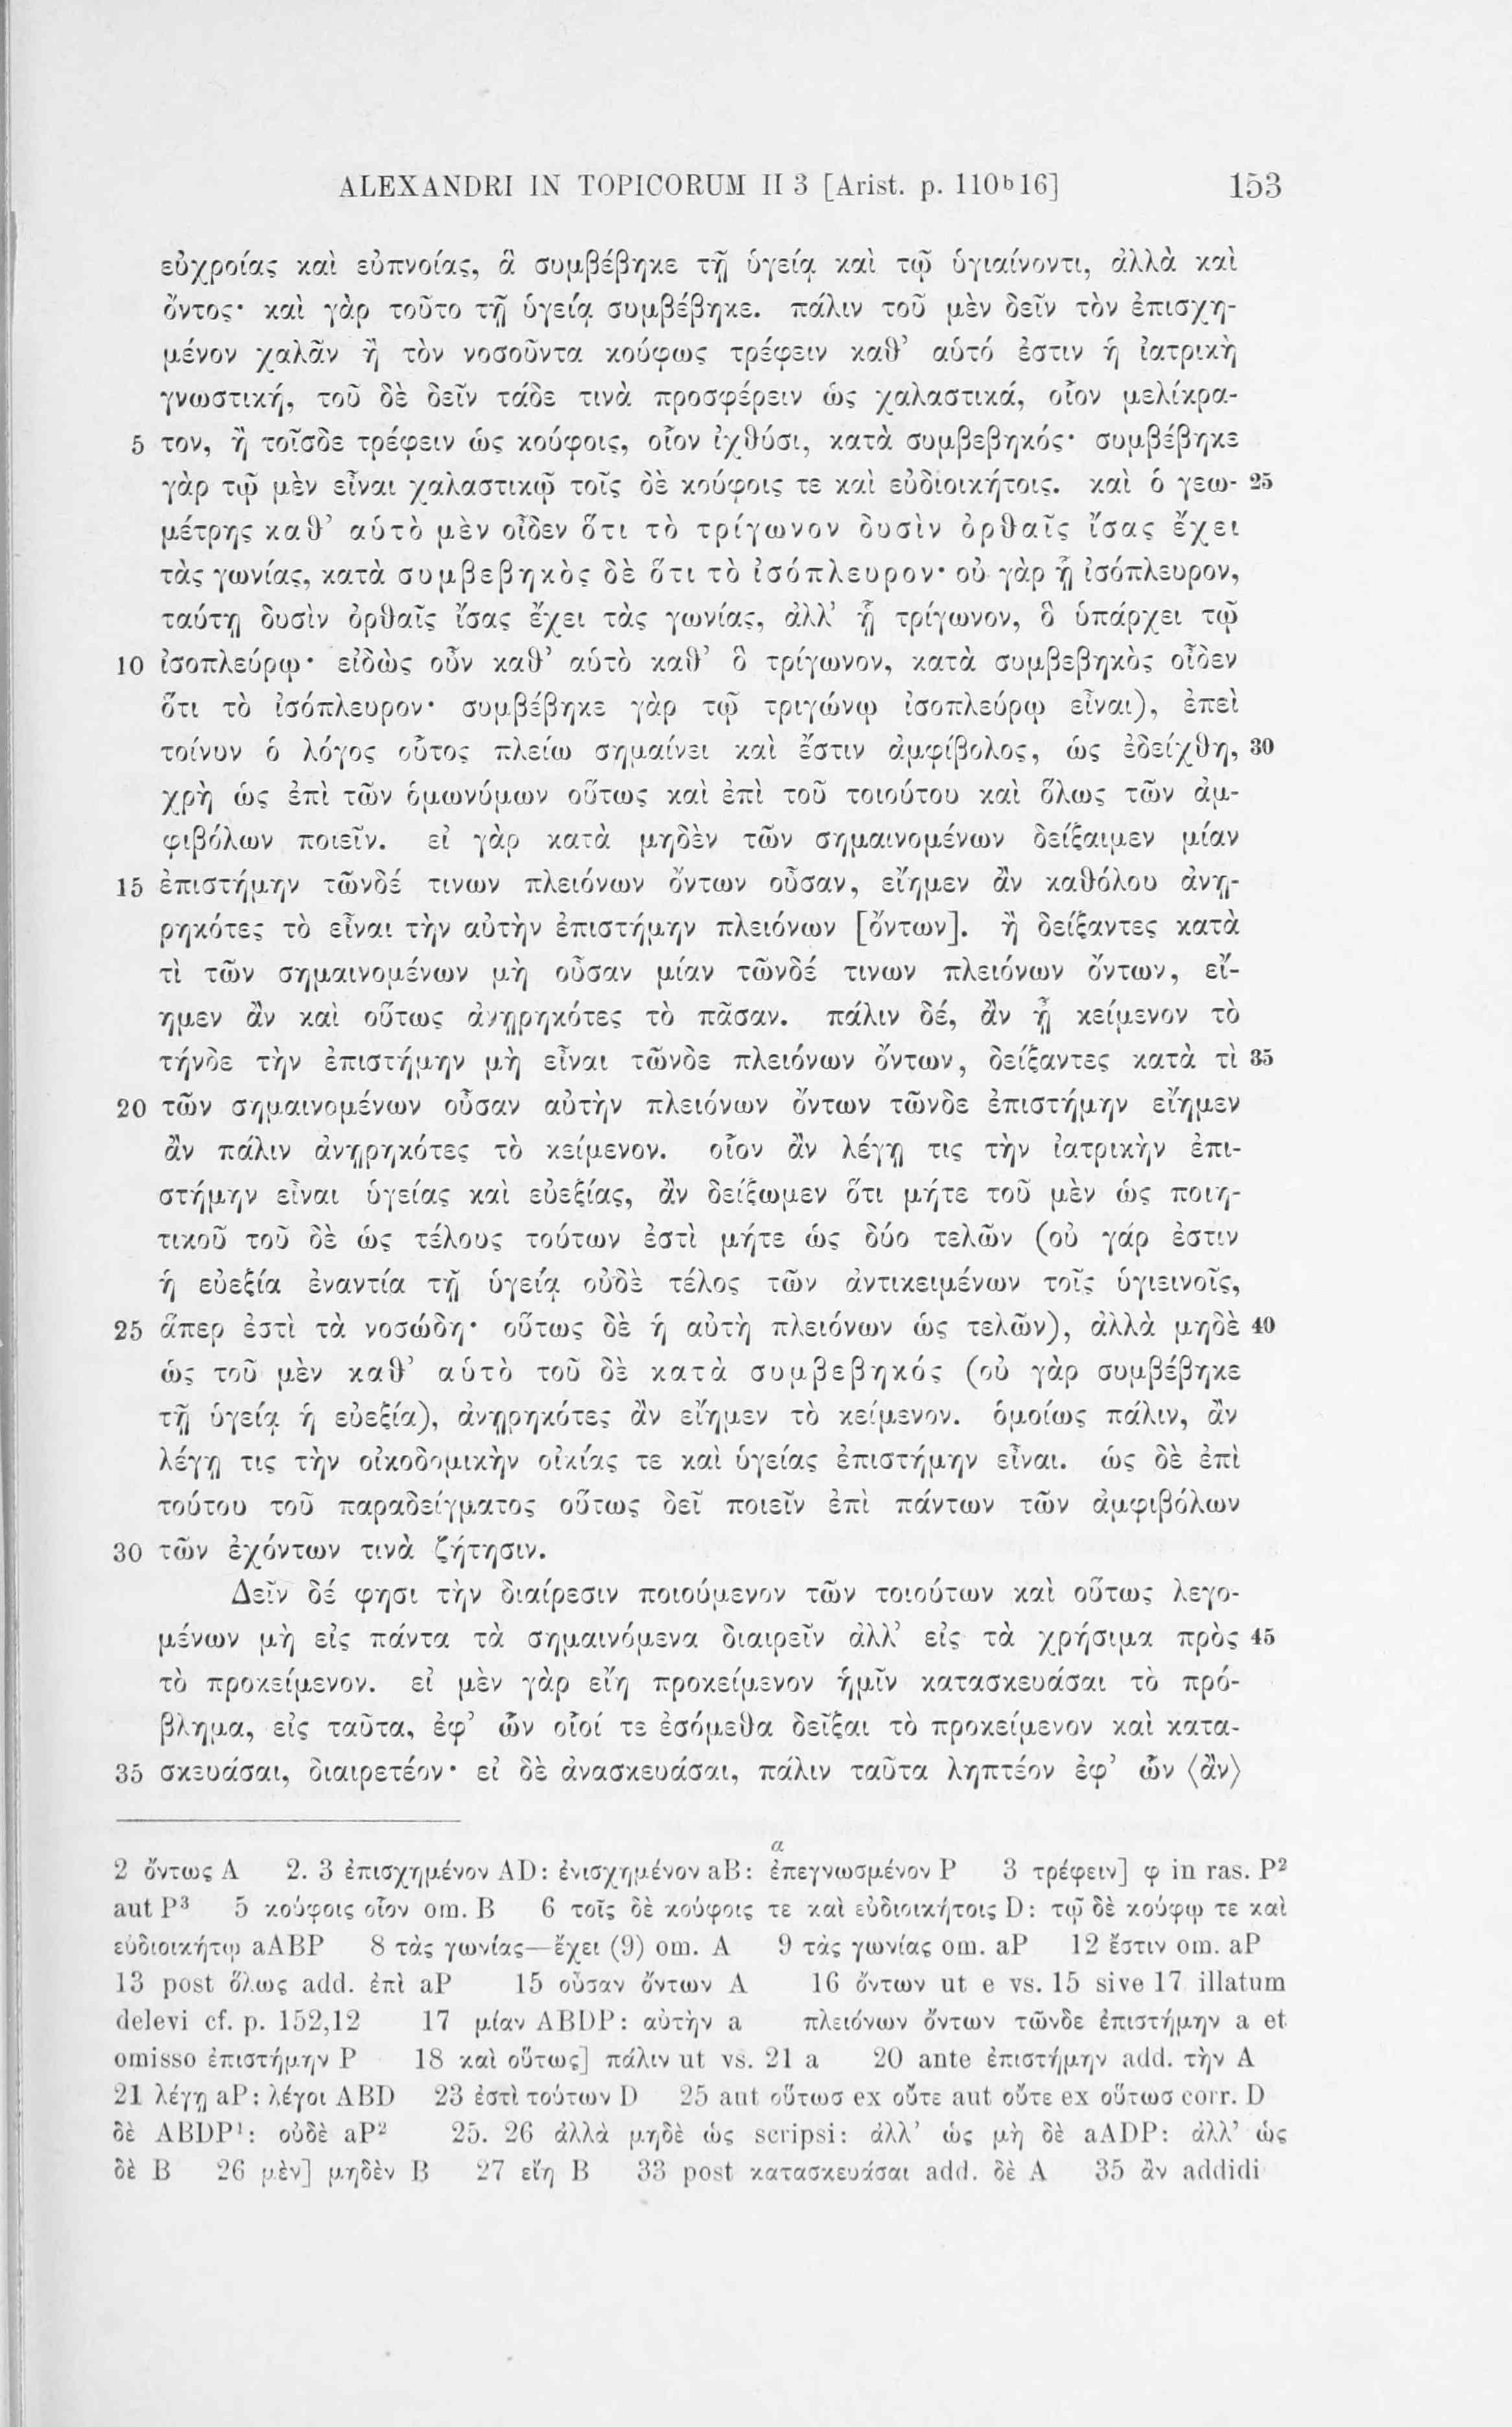 ALEXANDRI IN TOPICORUM II 3 [Arist. p. 110b16] 153
εὐχροίας καὶ εὐπνοίας, ἃ συμβέβηκε τῇ ὑγείᾳ καὶ τῷ ὑγιαίνοντι, ἀλλὰ καὶ
ὄντος· καὶ γὰρ τοῦτο τῇ ὑγείᾳ συμβέβηκε. πάλιν τοῦ μὲν δεῖν τὸν ἐπισχη-
μένον χαλᾶν ἢ τὸν νοσοῦντα κούφως τρέφειν καθ’ αὑτό ἐστιν ἡ ἰατρικὴ
γνωστική, τοῦ δὲ δεῖν τάδε τινὰ προσφέρειν ὡς χαλαστικά, οἷον μελίκρα-
5 τον, ἢ τοῖσδε τρέφειν ὡς κούφοις, οἷον ἰχθύσι, κατὰ συμβεβηκός· συμβέβηκε
γὰρ τῷ μὲν εἶναι χαλαστικῷ τοῖς δὲ κούφοις τε καὶ εὐδιοικήτοις. καὶ ὁ γεω- 25
μέτρης καθ’ αὑτὸ μὲν οἶδεν ὅτι τὸ τρίγωνον δυσὶν ὀρθαῖς ἴσας ἔχει
τὰς γωνίας, κατὰ συμβεβηκὸς δὲ ὅτι τὸ ἰσόπλευρον· οὐ γὰρ ᾗ ἰσόπλευρον,
ταύτῃ δυσὶν ὀρθαῖς ἴσας ἔχει τὰς γωνίας, ἀλλ’ ᾗ τρίγωνον, ὃ ὑπάρχει τῷ
10 ἰσοπλεύρῳ· εἰδὼς οὖν καθ’ αὑτὸ καθ’ ὃ τρίγωνον, κατὰ συμβεβηκὸς οἶδεν
ὅτι τὸ ἰσόπλευρον· συμβέβηκε γὰρ τῷ τριγώνῳ ἰσοπλεύρῳ εἶναι), ἐπεὶ
τοίνυν ὁ λόγος οὗτος πλείω σημαίνει καὶ ἔστιν ἀμφίβολος, ὡς ἐδείχθη, 30
χρὴ ὡς ἐπὶ τῶν ὁμωνύμων οὕτως καὶ ἐπὶ τοῦ τοιούτου καὶ ὅλως τῶν ἀμ-
φιβόλων ποιεῖν. εἰ γὰρ κατὰ μηδὲν τῶν σημαινομένων δείξαιμεν μίαν
15 ἐπιστήμην τῶνδέ τινων πλειόνων ὄντων οὖσαν, εἴημεν ἂν καθόλου ἀνῃ-
ρηκότες τὸ εἶναι τὴν αὐτὴν ἐπιστήμην πλειόνων [ὄντων]. ἢ δείξαντες κατὰ
τὶ τῶν σημαινομένων μὴ οὖσαν μίαν τῶνδέ τινων πλειόνων ὄντων, εἴ-
ημεν ἂν καὶ οὕτως ἀνῃρηκότες τὸ πᾶσαν. πάλιν δέ, ἂν ᾖ κείμενον τὸ
τήνδε τὴν ἐπιστήμην μὴ εἶναι τῶνδε πλειόνων ὄντων, δείξαντες κατὰ τὶ 35
20 τῶν σημαινομένων οὖσαν αὐτὴν πλειόνων ὄντων τῶνδε ἐπιστήμην εἴημεν
ἂν πάλιν ἀνῃρηκότες τὸ κείμενον. οἷον ἂν λέγῃ τις τὴν ἰατρικὴν ἐπι-
στήμην εἶναι ὑγείας καὶ εὐεξίας, ἂν δείξωμεν ὅτι μήτε τοῦ μὲν ὡς ποιη-
τικοῦ τοῦ δὲ ὡς τέλους τούτων ἐστὶ μήτε ὡς δύο τελῶν (οὐ γάρ ἐστιν
ἡ εὐεξία ἐναντία τῇ ὑγείᾳ οὐδὲ τέλος τῶν ἀντικειμένων τοῖς ὑγιεινοῖς,
25 ἅπερ ἐστὶ τὰ νοσώδη· οὕτως δὲ ἡ αὐτὴ πλειόνων ὡς τελῶν), ἀλλὰ μηδὲ 40
ὡς τοῦ μὲν καθ’ αὑτὸ τοῦ δὲ κατὰ συμβεβηκός (οὐ γὰρ συμβέβηκε
τῇ ὑγείᾳ ἡ εὐεξία), ἀνῃρηκότες ἂν εἴημεν τὸ κείμενον. ὁμοίως πάλιν, ἂν
λέγῃ τις τὴν οἰκοδομικὴν οἰκίας τε καὶ ὑγείας ἐπιστήμην εἶναι. ὡς δὲ ἐπὶ
τούτου τοῦ παραδείγματος οὕτως δεῖ ποιεῖν ἐπὶ πάντων τῶν ἀμφιβόλων
30 τῶν ἐχόντων τινὰ ζήτησιν.
Δεῖν δέ φησι τὴν διαίρεσιν ποιούμενον τῶν τοιούτων καὶ οὕτως λεγο-
μένων μὴ εἰς πάντα τὰ σημαινόμενα διαιρεῖν ἀλλ’ εἰς τὰ χρήσιμα πρὸς 45
τὸ προκείμενον. εἰ μὲν γὰρ εἴη προκείμενον ἡμῖν κατασκευάσαι τὸ πρό-
βλημα, εἰς ταῦτα, ἐφ’ ὧν οἷοί τε ἐσόμεθα δεῖξαι τὸ προκείμενον καὶ κατα-
35 σκευάσαι, διαιρετέον· εἰ δὲ ἀνασκευάσαι, πάλιν ταῦτα ληπτέον ἐφ’ ὧν ⟨ἂν⟩
α
2 ὄντως A 2. 3 ἐπισχημένον AD: ἐνισχημένον aB: ἐπεγνωσμένον P 3 τρέφειν] φ in ras. P²
aut P³ 5 κούφοις οἷον om. B 6 τοῖς δὲ κούφοις τε καὶ εὐδιοικήτοις D: τῷ δὲ κούφῳ τε καὶ
εὐδιοικήτῳ aABP 8 τὰς γωνίας—ἔχει (9) om. A 9 τὰς γωνίας om. aP 12 ἔστιν om. aP
13 post ὅλως add. ἐπὶ aP 15 οὖσαν ὄντων A 16 ὄντων ut e vs. 15 sive 17 illatum
delevi cf. p. 152,12 17 μίαν ABDP: αὐτὴν a πλειόνων ὄντων τῶνδε ἐπιστήμην a et
omisso ἐπιστήμην P 18 καὶ οὕτως] πάλιν ut vs. 21 a 20 ante ἐπιστήμην add. τὴν A
21 λέγῃ aP: λέγοι ABD 23 ἐστὶ τούτων D 25 aut οὕτωσ ex οὔτε aut οὔτε ex οὕτωσ corr. D
δὲ ABDP¹: οὐδὲ aP² 25. 26 ἀλλὰ μηδὲ ὡς scripsi: ἀλλ’ ὡς μὴ δὲ aADP: ἀλλ’ ὡς
δὲ B 26 μὲν] μηδὲν B 27 εἴη B 33 post κατασκευάσαι add. δὲ A 35 ἂν addidi